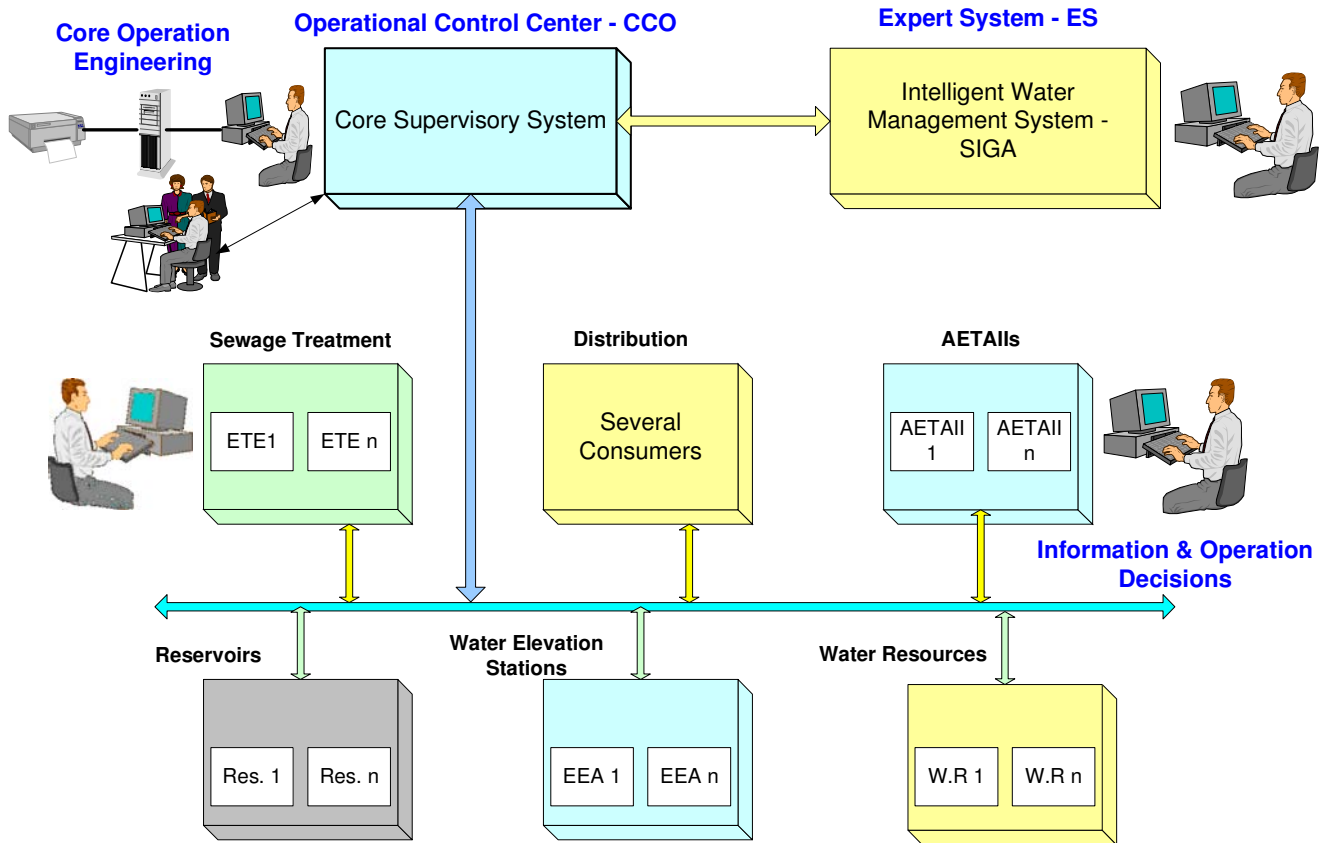 Core Operation
Engineering
Operational Control Center - CCO
Expert System - ES
Core Supervisory System
Intelligent Water
Management System -
SIGA
Sewage Treatment
Distribution
AETAIIs
ETE1
ETE n
Several
Consumers
AETAII
1
AETAII
n
Information & Operation
Decisions
Reservoirs
Water Elevation
Stations
Water Resources
Res. 1
Res. n
EEA 1
EEA n
W.R 1
W.R n